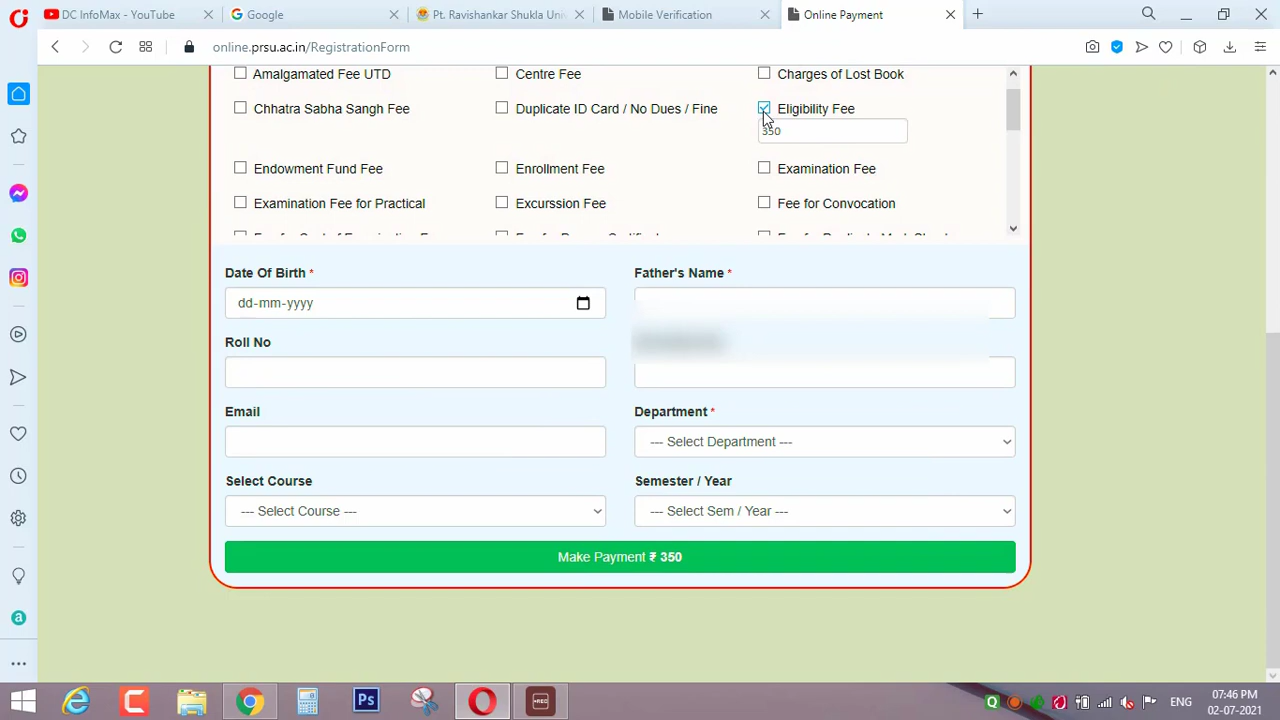 DC InfoMax - YouTube
Google
Pt. Ravishankar Shukla Uni
Mobile Verification
Online Payment
online.prsu.ac.in/RegistrationForm
Amalgamated Fee UTD
Centre Fee
Charges of Lost Book
Chhatra Sabha Sangh Fee
Duplicate ID Card / No Dues / Fine
Eligibility Fee
350
Endowment Fund Fee
Enrollment Fee
Examination Fee
Examination Fee for Practical
Excurssion Fee
Fee for Convocation
Date Of Birth *
Father's Name *
dd-mm-yyyy
Roll No
Email
Department *
--- Select Department ---
Select Course
Semester / Year
--- Select Course ---
--- Select Sem / Year ---
Make Payment ₹ 350
ENG
07:46 PM
02-07-2021